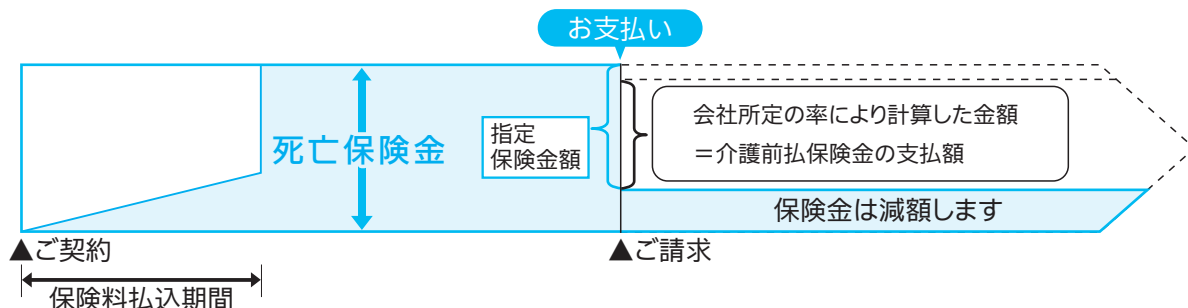 お支払い
死亡保険金
指定
保険金額
会社所定の率により計算した金額
＝介護前払保険金の支払額
保険金は減額します
▲ご契約
▲ご請求
保険料払込期間